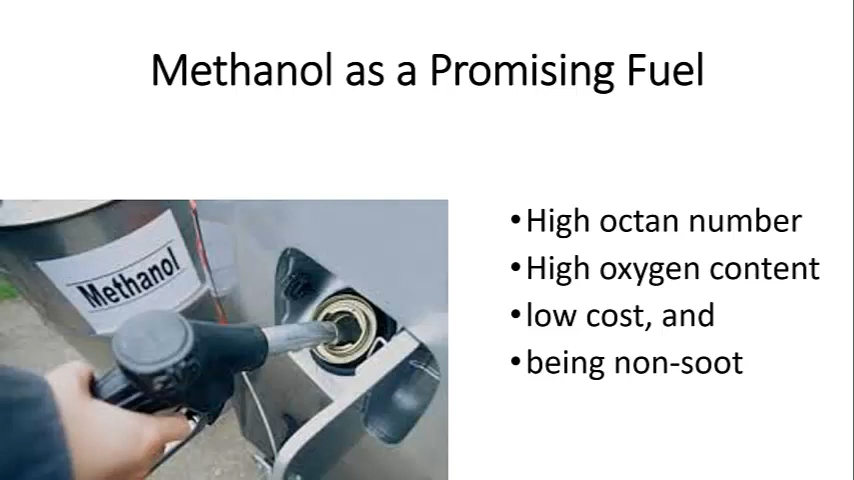 Methanol as a Promising Fuel
Methanol
•High octan number
•High oxygen content
•low cost, and
•being non-soot